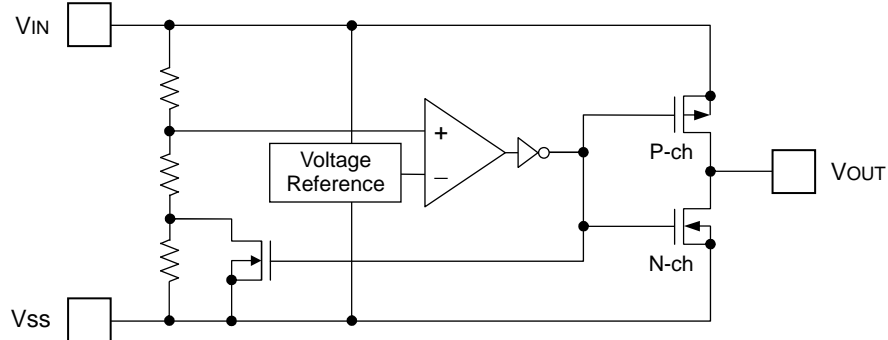 VIN
+
P-ch
Voltage
Reference
−
VOUT
N-ch
VSS